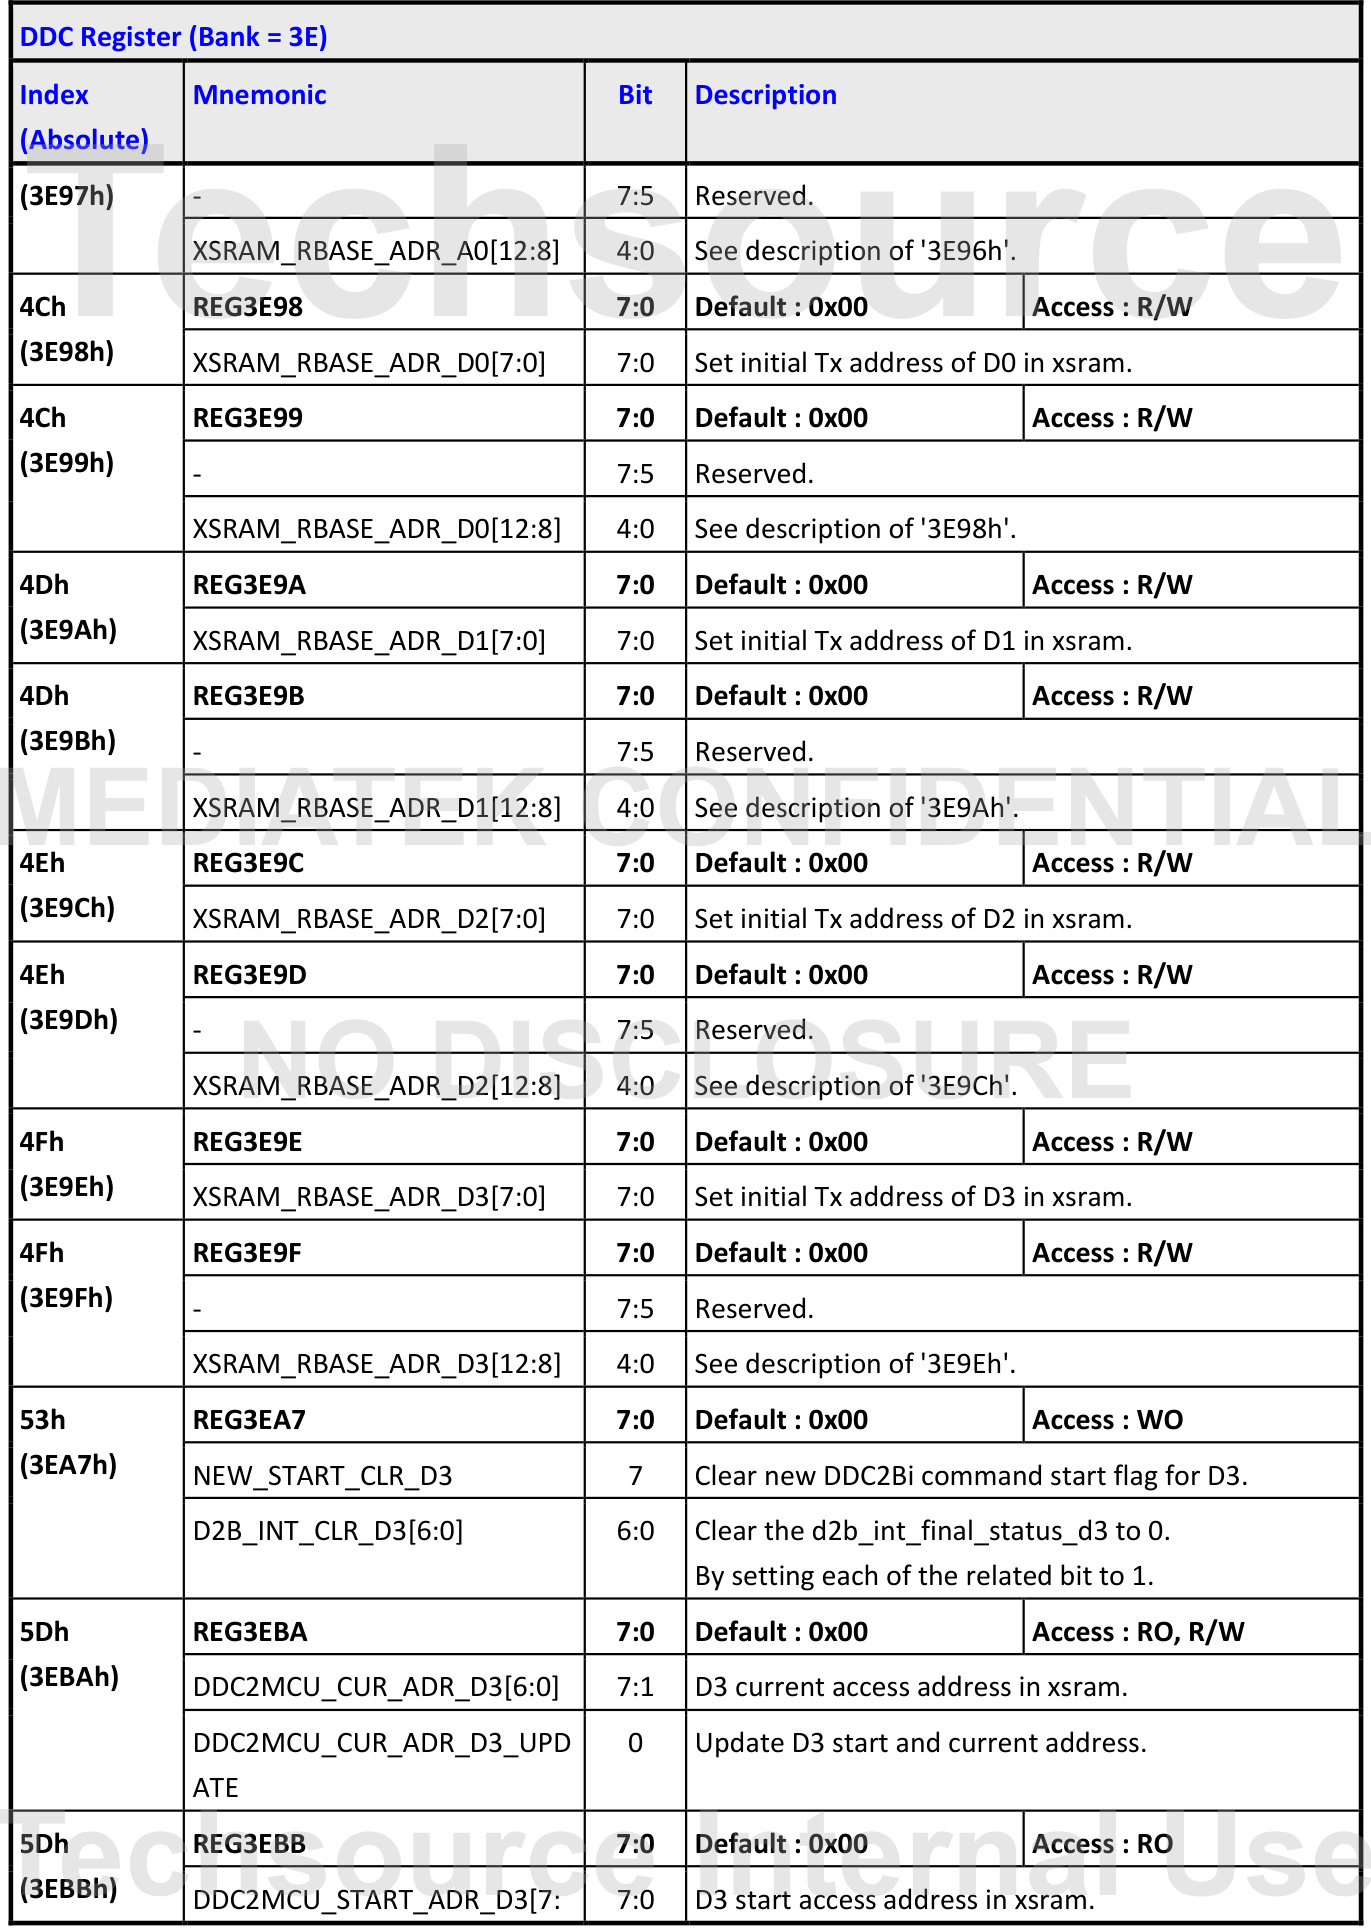 DDC Register (Bank = 3E)
Index (Absolute) Mnemonic Bit Description
(3E97h) - 7:5 Reserved.
XSRAM_RBASE_ADR_A0[12:8] 4:0 See description of '3E96h'.
4Ch (3E98h) REG3E98 7:0 Default : 0x00 Access : R/W
XSRAM_RBASE_ADR_D0[7:0] 7:0 Set initial Tx address of D0 in xsram.
4Ch (3E99h) REG3E99 7:0 Default : 0x00 Access : R/W
- 7:5 Reserved.
XSRAM_RBASE_ADR_D0[12:8] 4:0 See description of '3E98h'.
4Dh (3E9Ah) REG3E9A 7:0 Default : 0x00 Access : R/W
XSRAM_RBASE_ADR_D1[7:0] 7:0 Set initial Tx address of D1 in xsram.
4Dh (3E9Bh) REG3E9B 7:0 Default : 0x00 Access : R/W
- 7:5 Reserved.
XSRAM_RBASE_ADR_D1[12:8] 4:0 See description of '3E9Ah'.
4Eh (3E9Ch) REG3E9C 7:0 Default : 0x00 Access : R/W
XSRAM_RBASE_ADR_D2[7:0] 7:0 Set initial Tx address of D2 in xsram.
4Eh (3E9Dh) REG3E9D 7:0 Default : 0x00 Access : R/W
- 7:5 Reserved.
XSRAM_RBASE_ADR_D2[12:8] 4:0 See description of '3E9Ch'.
4Fh (3E9Eh) REG3E9E 7:0 Default : 0x00 Access : R/W
XSRAM_RBASE_ADR_D3[7:0] 7:0 Set initial Tx address of D3 in xsram.
4Fh (3E9Fh) REG3E9F 7:0 Default : 0x00 Access : R/W
- 7:5 Reserved.
XSRAM_RBASE_ADR_D3[12:8] 4:0 See description of '3E9Eh'.
53h (3EA7h) REG3EA7 7:0 Default : 0x00 Access : WO
NEW_START_CLR_D3 7 Clear new DDC2Bi command start flag for D3.
D2B_INT_CLR_D3[6:0] 6:0 Clear the d2b_int_final_status_d3 to 0.
By setting each of the related bit to 1.
5Dh (3EBAh) REG3EBA 7:0 Default : 0x00 Access : RO, R/W
DDC2MCU_CUR_ADR_D3[6:0] 7:1 D3 current access address in xsram.
DDC2MCU_CUR_ADR_D3_UPD 0 Update D3 start and current address.
ATE
5Dh (3EBBh) REG3EBB 7:0 Default : 0x00 Access : RO
DDC2MCU_START_ADR_D3[7: 7:0 D3 start access address in xsram.
Techsource
MEDIATEK CONFIDENTIAL
NO DISCLOSURE
Techsource Internal Use